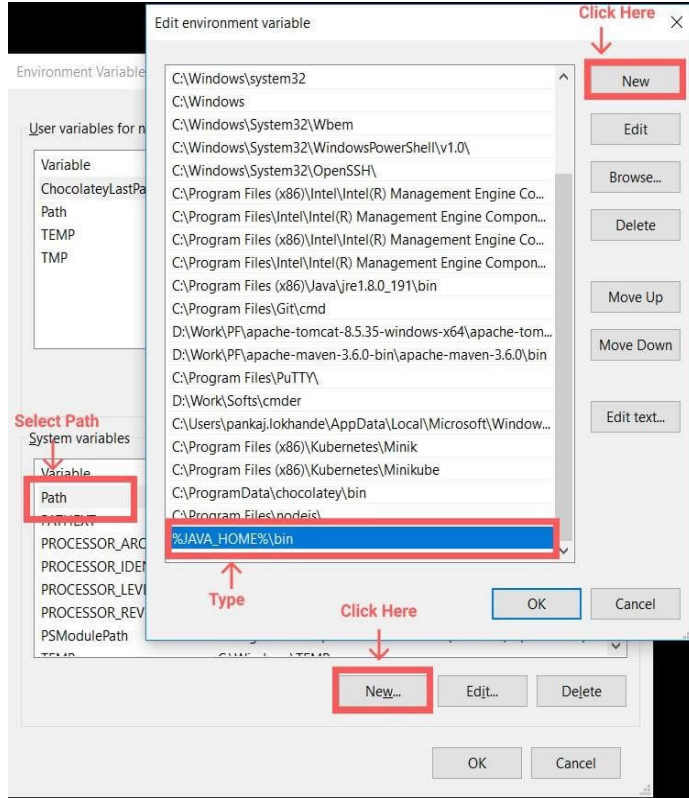 Click Here
Edit environment variable
New
Edit
Browse...
Delete
Move Up
Move Down
Edit text...
C:\Windows\system32
C:\Windows
C:\Windows\System32\Wbem
C:\Windows\System32\WindowsPowerShell\v1.0\
C:\Windows\System32\OpenSSH\
C:\Program Files (x86)\Intel\Intel(R) Management Engine Co...
C:\Program Files\Intel\Intel(R) Management Engine Compon...
C:\Program Files (x86)\Intel\Intel(R) Management Engine Co...
C:\Program Files\Intel\Intel(R) Management Engine Compon...
C:\Program Files (x86)\Java\jre1.8.0_191\bin
C:\Program Files\Git\cmd
D:\Work\PF\apache-tomcat-8.5.35-windows-x64\apache-tom...
D:\Work\PF\apache-maven-3.6.0-bin\apache-maven-3.6.0\bin
C:\Program Files\PuTTY\
D:\Work\Softs\cmder
C:\Users\pankaj.lokhande\AppData\Local\Microsoft\Window...
C:\Program Files (x86)\Kubernetes\Minik
C:\Program Files (x86)\Kubernetes\Minikube
C:\ProgramData\chocolatey\bin
C:\Program Files\nodejs\
%JAVA_HOME%\bin
Type
OK
Cancel
Environment Variable
User variables for n
Variable
ChocolateyLastPa
Path
TEMP
TMP
Select Path
System variables
Variable
Path
PATHEXT
PROCESSOR_ARC
PROCESSOR_IDEN
PROCESSOR_LEVI
PROCESSOR_REV
PSModulePath
TEMP
Click Here
New...
Edit...
Delete
OK
Cancel